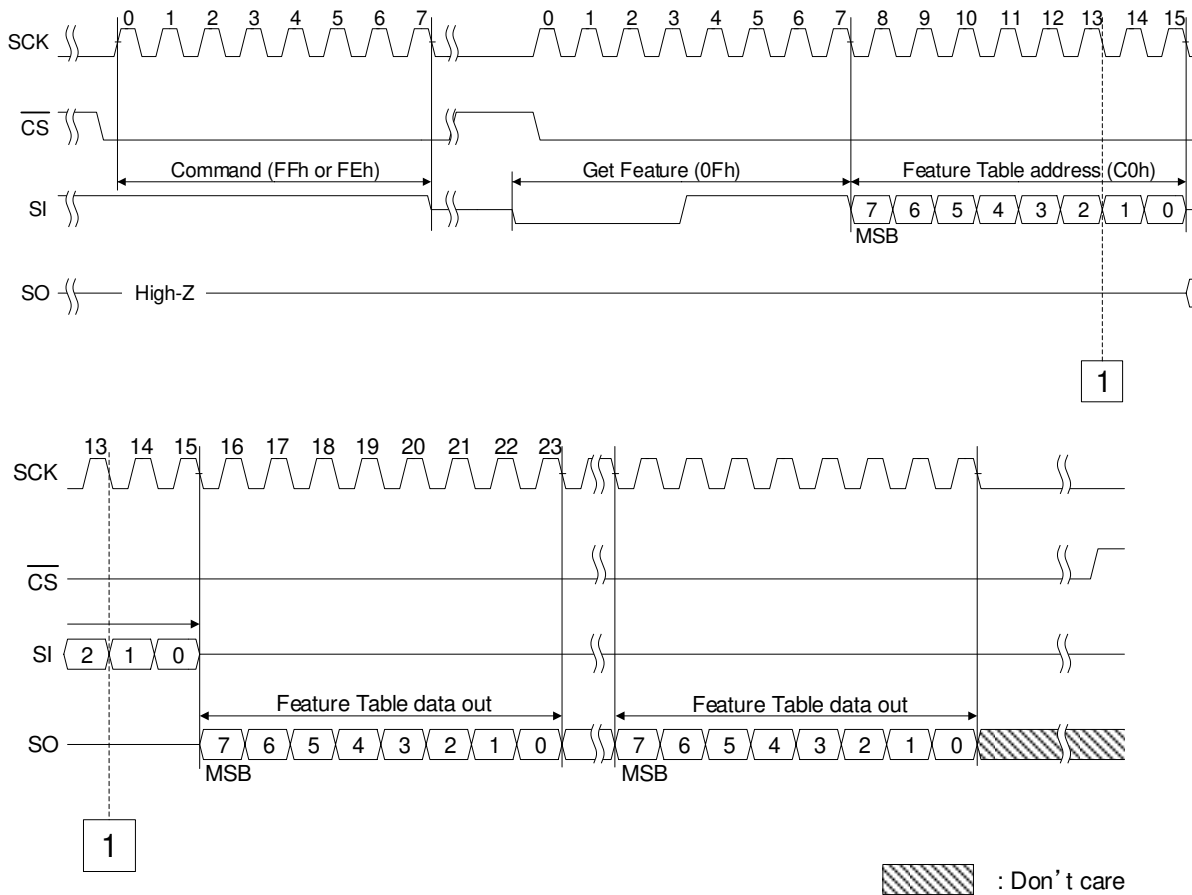 0 1 2 3 4 5 6 7 0 1 2 3 4 5 6 7 8 9 10 11 12 13 14 15
SCK
CS
Command (FFh or FEh) Get Feature (0Fh) Feature Table address (C0h)
SI 7 6 5 4 3 2 1 0
MSB
SO High-Z
1
13 14 15 16 17 18 19 20 21 22 23
SCK
CS
SI 2 1 0
Feature Table data out Feature Table data out
SO 7 6 5 4 3 2 1 0 7 6 5 4 3 2 1 0
MSB MSB
1
: Don't care